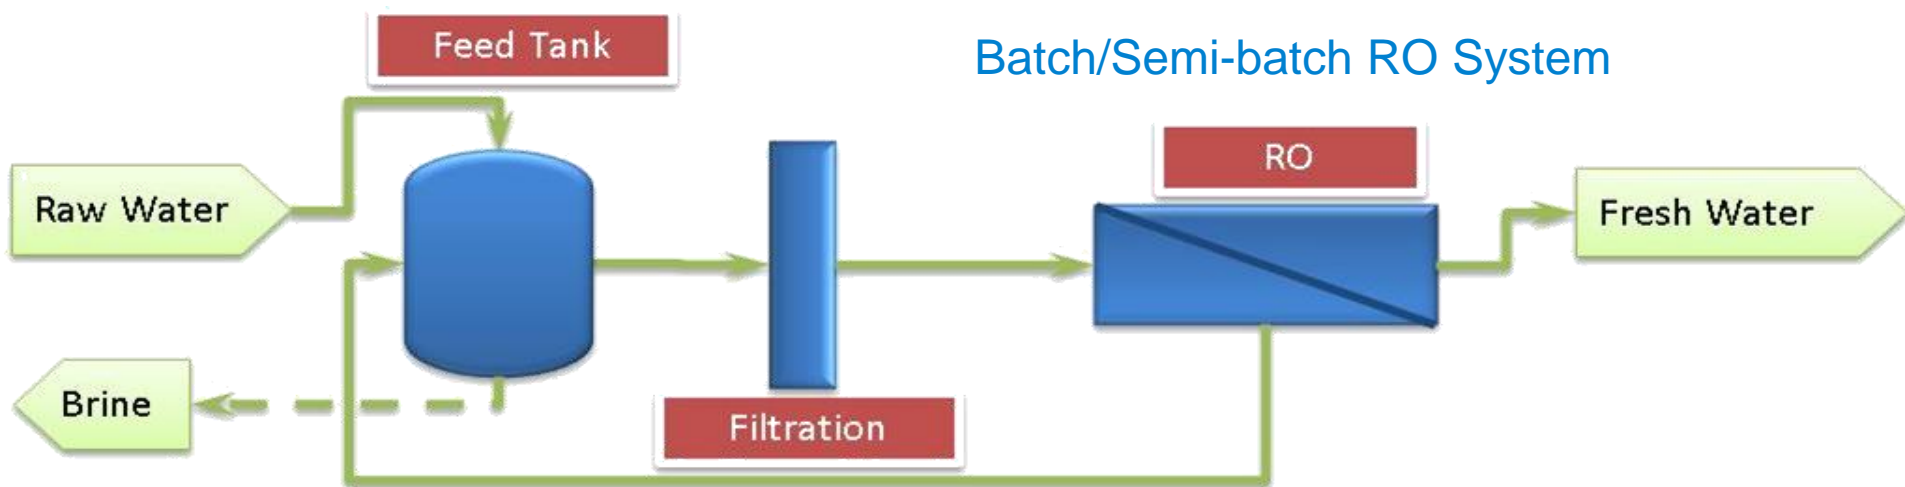 Feed Tank
Batch/Semi-batch RO System
RO
Raw Water
Fresh Water
Brine
Filtration